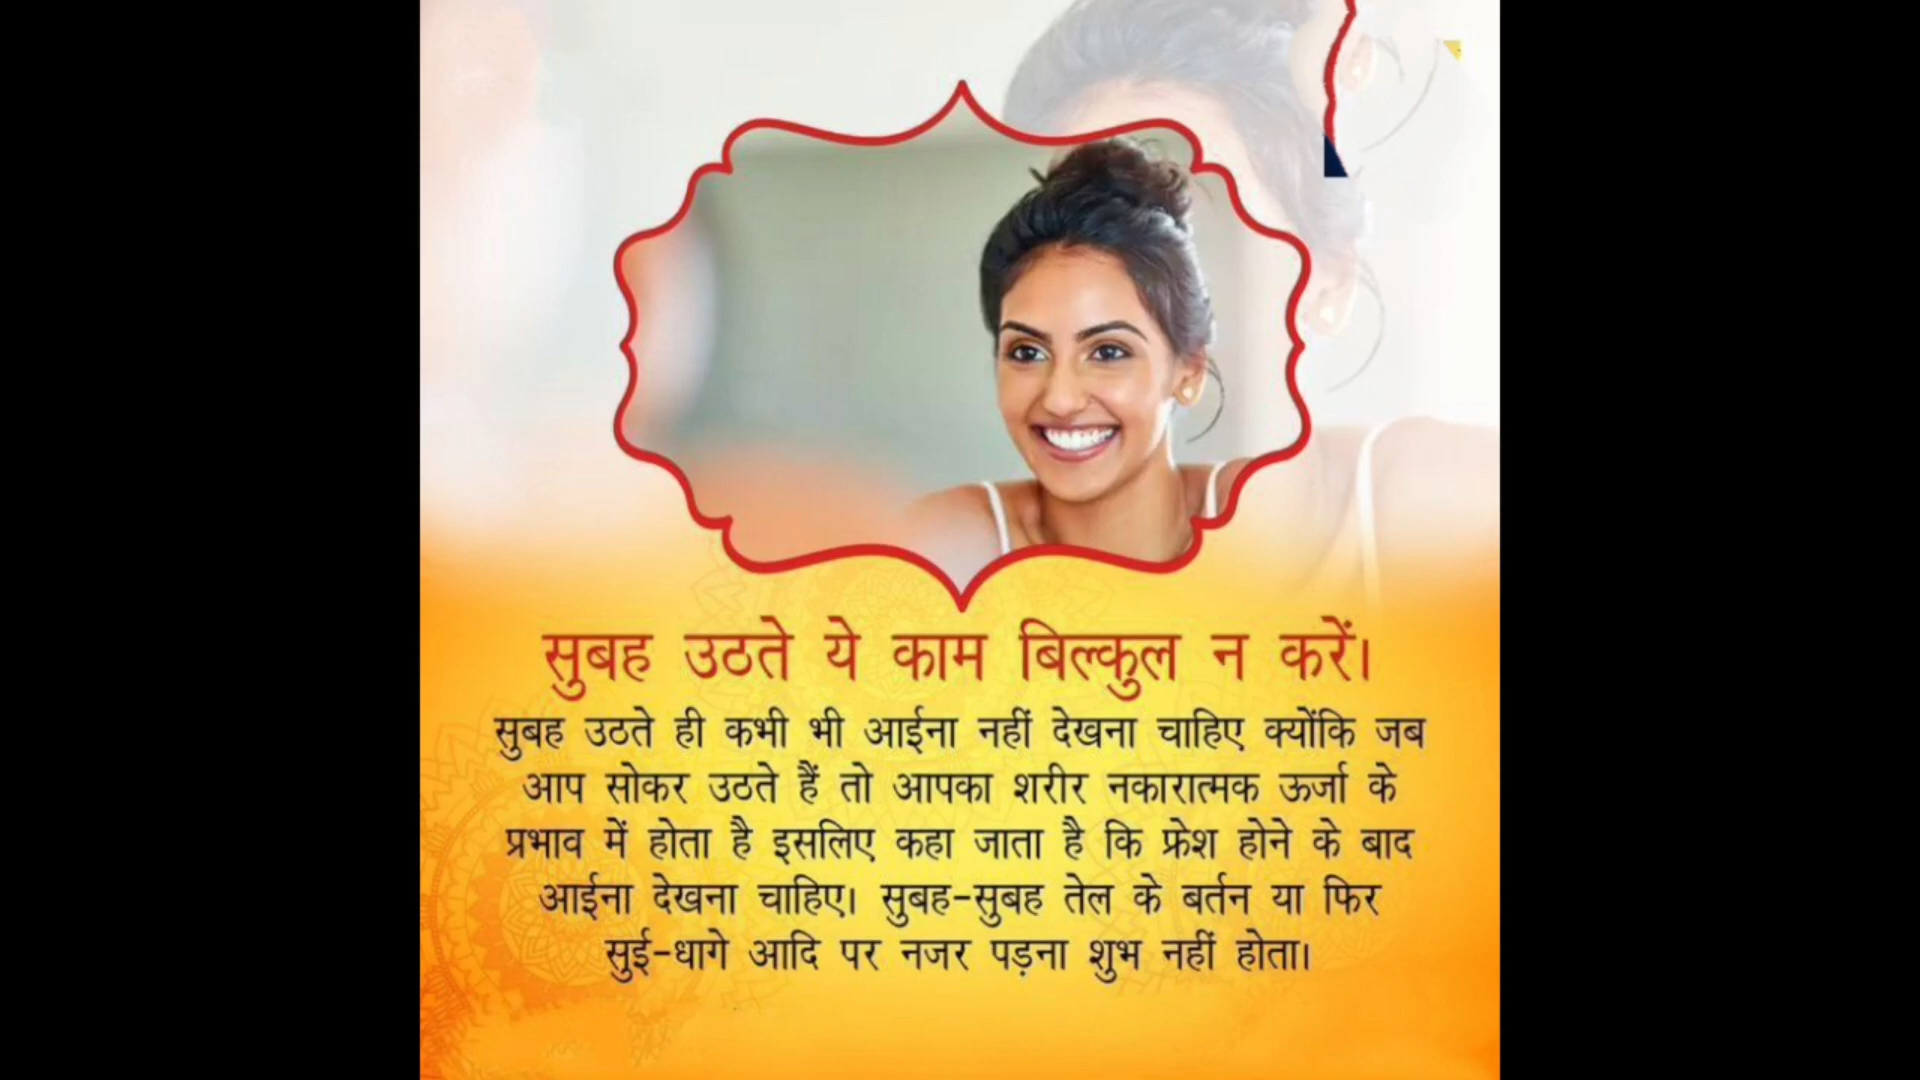 सुबह उठते ये काम बिल्कुल न करें।
सुबह उठते ही कभी भी आईना नहीं देखना चाहिए क्योंकि जब
आप सोकर उठते हैं तो आपका शरीर नकारात्मक ऊर्जा के
प्रभाव में होता है इसलिए कहा जाता है कि फ्रेश होने के बाद
आईना देखना चाहिए। सुबह-सुबह तेल के बर्तन या फिर
सुई-धागे आदि पर नजर पड़ना शुभ नहीं होता।